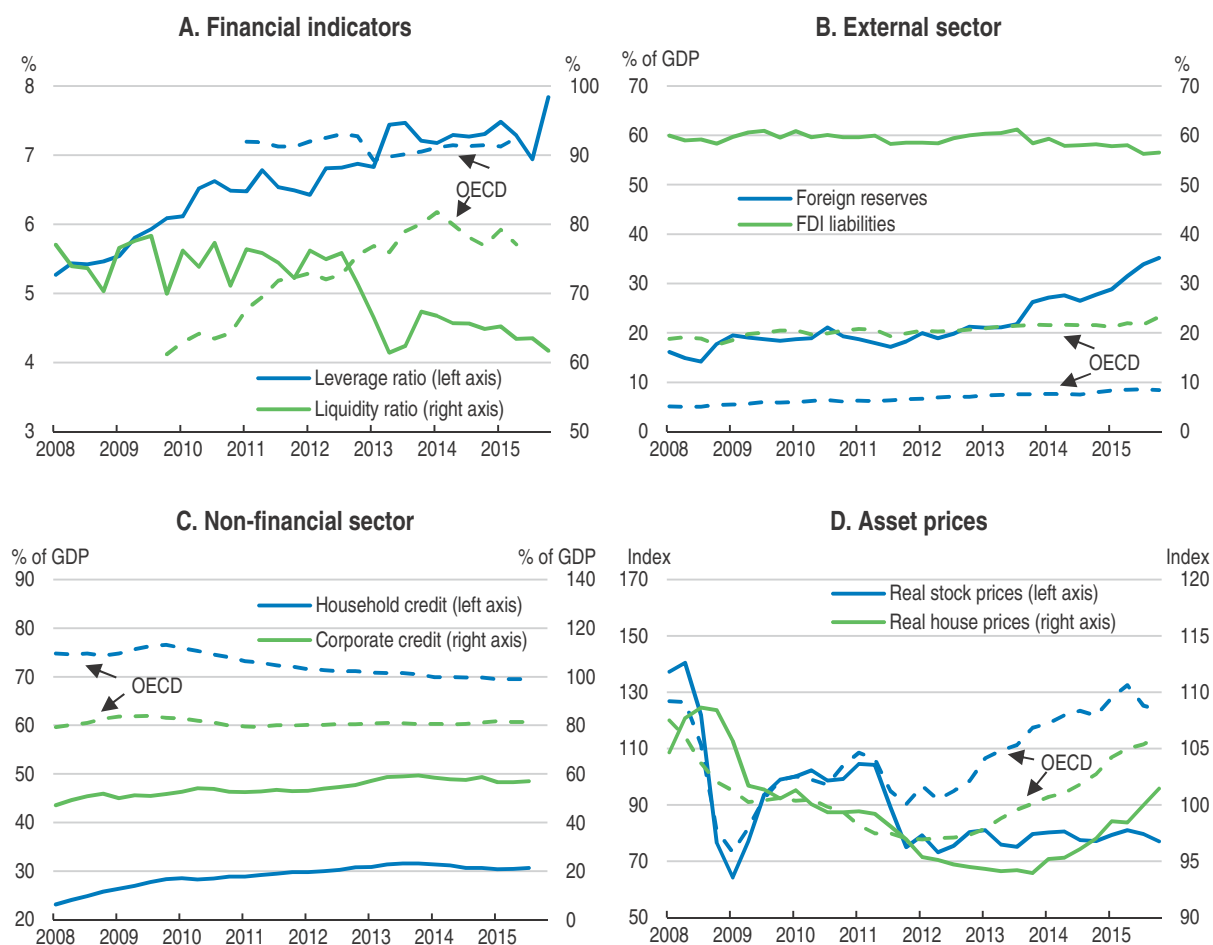 A. Financial indicators
%
%
8
100
7
90
6
80
5
70
4
60
3
50
OECD
Leverage ratio (left axis)
Liquidity ratio (right axis)
2008 2009 2010 2011 2012 2013 2014 2015
B. External sector
% of GDP
%
70
70
60
60
50
50
40
40
30
30
20
20
10
10
0
0
Foreign reserves
FDI liabilities
OECD
2008 2009 2010 2011 2012 2013 2014 2015
C. Non-financial sector
% of GDP
% of GDP
90
140
80
120
70
100
60
80
50
60
40
40
30
20
20
0
Household credit (left axis)
Corporate credit (right axis)
OECD
2008 2009 2010 2011 2012 2013 2014 2015
D. Asset prices
Index
Index
170
120
150
115
130
110
110
105
90
100
70
95
50
90
Real stock prices (left axis)
Real house prices (right axis)
OECD
2008 2009 2010 2011 2012 2013 2014 2015